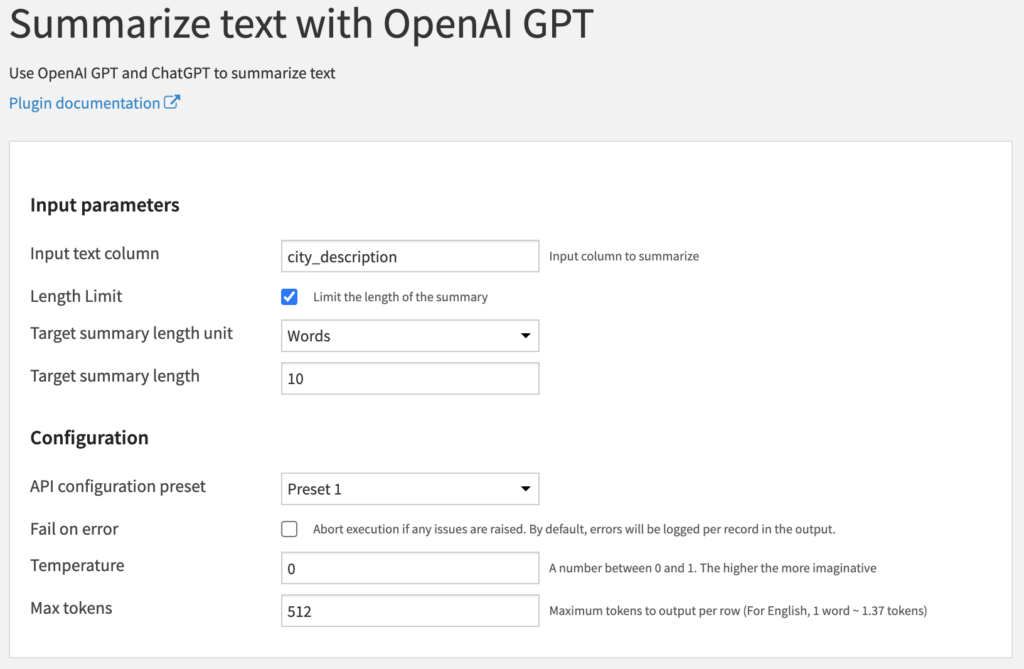 Summarize text with OpenAI GPT
Use OpenAI GPT and ChatGPT to summarize text
Plugin documentation
Input parameters
Input text column city_description Input column to summarize
Length Limit Limit the length of the summary
Target summary length unit Words
Target summary length 10
Configuration
API configuration preset Preset 1
Fail on error Abort execution if any issues are raised. By default, errors will be logged per record in the output.
Temperature 0 A number between 0 and 1. The higher the more imaginative
Max tokens 512 Maximum tokens to output per row (For English, 1 word ~ 1.37 tokens)